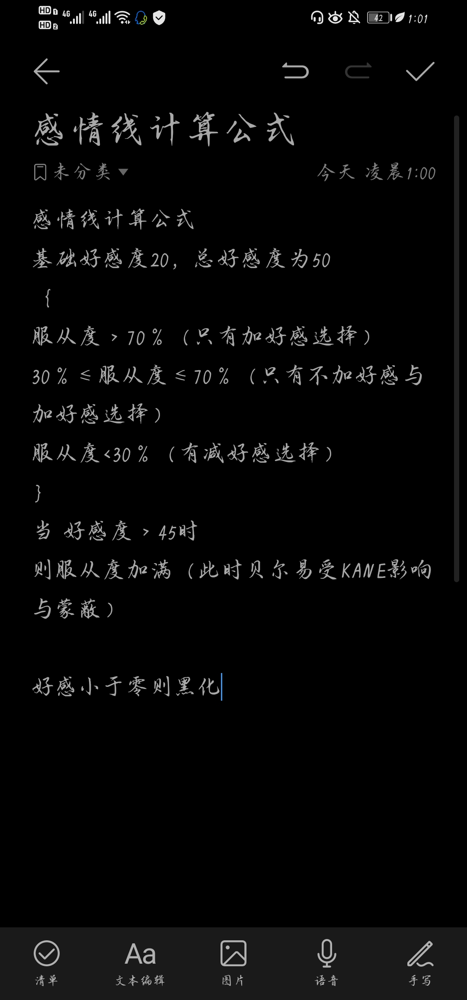 HD 1 4G 4G 42 1:01
HD 2
感情线计算公式
未分类 今天 凌晨1:00
感情线计算公式
基础好感度20，总好感度为50
{
服从度＞70％（只有加好感选择）
30％≤服从度≤70％（只有不加好感与
加好感选择）
服从度<30％（有减好感选择）
}
当 好感度＞45时
则服从度加满（此时贝尔易受KANE影响
与蒙蔽）
好感小于零则黑化
Aa
清单 文本编辑 图片 语音 手写